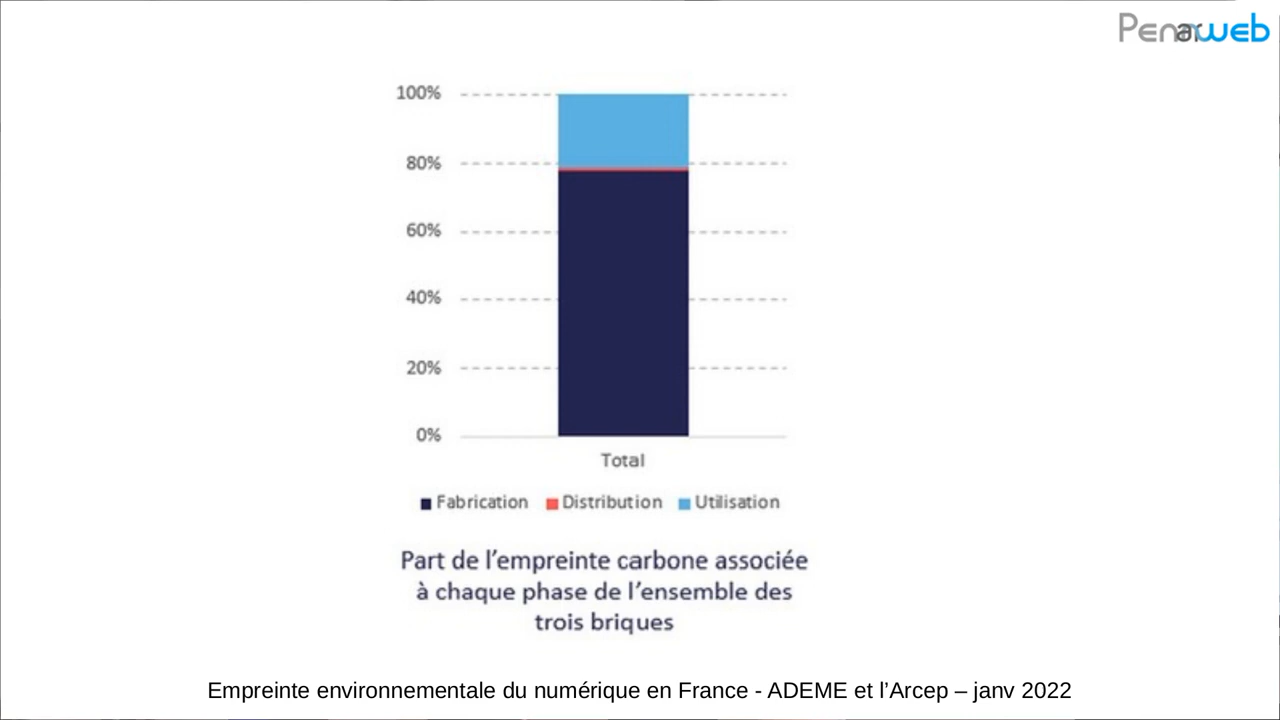 Penarweb
100%
80%
60%
40%
20%
0%
Total
Fabrication Distribution Utilisation
Part de l'empreinte carbone associée
à chaque phase de l'ensemble des
trois briques
Empreinte environnementale du numérique en France - ADEME et l’Arcep – janv 2022